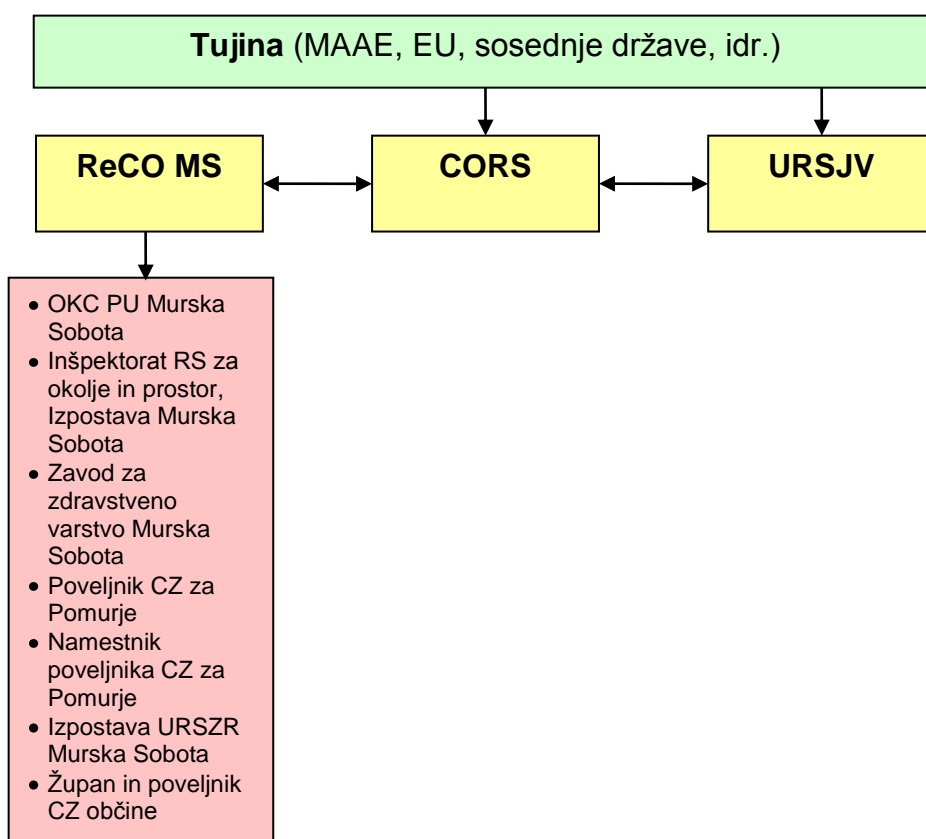 Tujina (MAAE, EU, sosednje države, idr.)
ReCO MS
CORS
URSJV
• OKC PU Murska
Sobota
• Inšpektorat RS za
okolje in prostor,
Izpostava Murska
Sobota
• Zavod za
zdravstveno
varstvo Murska
Sobota
• Poveljnik CZ za
Pomurje
• Namestnik
poveljnika CZ za
Pomurje
• Izpostava URSZR
Murska Sobota
• Župan in poveljnik
CZ občine